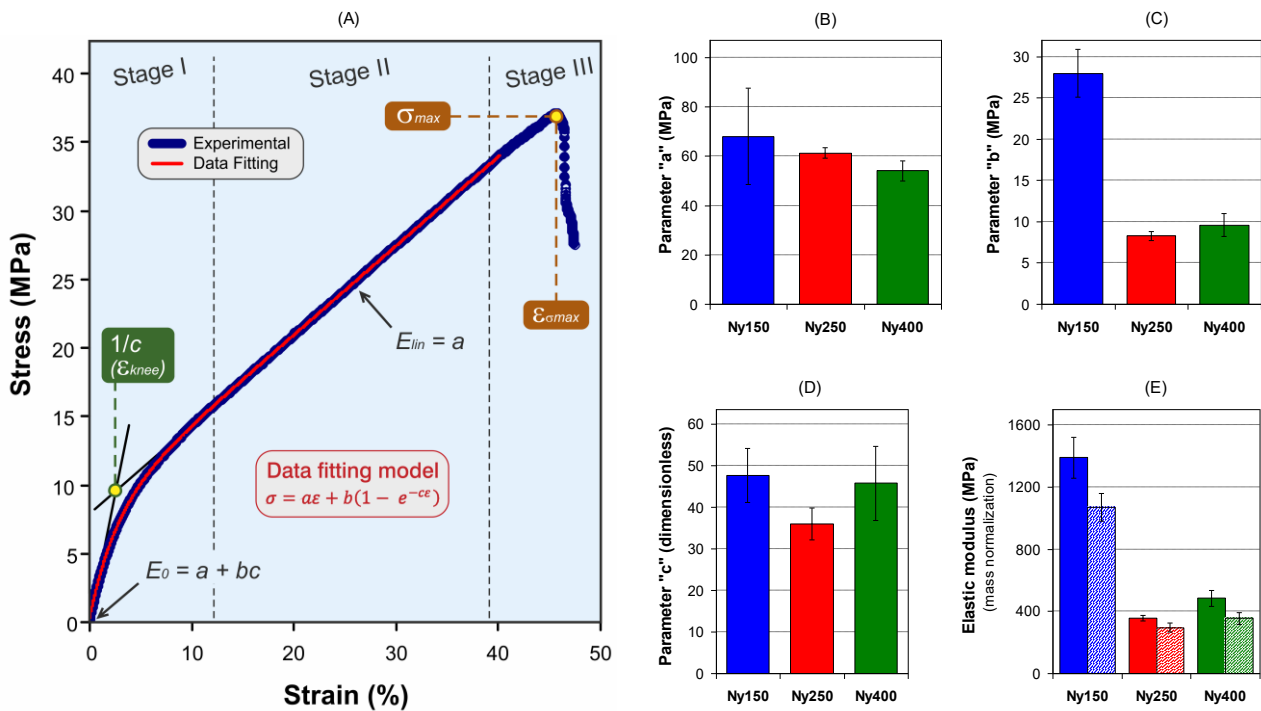 (A)
Stage I
Stage II
Stage III
40
35
30
25
20
15
10
5
0
Stress (MPa)
Experimental
Data Fitting
σmax
εσmax
1/c
(εknee)
Elin = a
Data fitting model
σ = aε + b(1 − e^−cε)
E0 = a + bc
0
10
20
30
40
50
Strain (%)
(B)
Parameter "a" (MPa)
100
80
60
40
20
0
Ny150
Ny250
Ny400
(C)
Parameter "b" (MPa)
30
25
20
15
10
5
0
Ny150
Ny250
Ny400
(D)
Parameter "c" (dimensionless)
60
50
40
30
20
10
0
Ny150
Ny250
Ny400
(E)
Elastic modulus (MPa)
(mass normalization)
1600
1200
800
400
0
Ny150
Ny250
Ny400